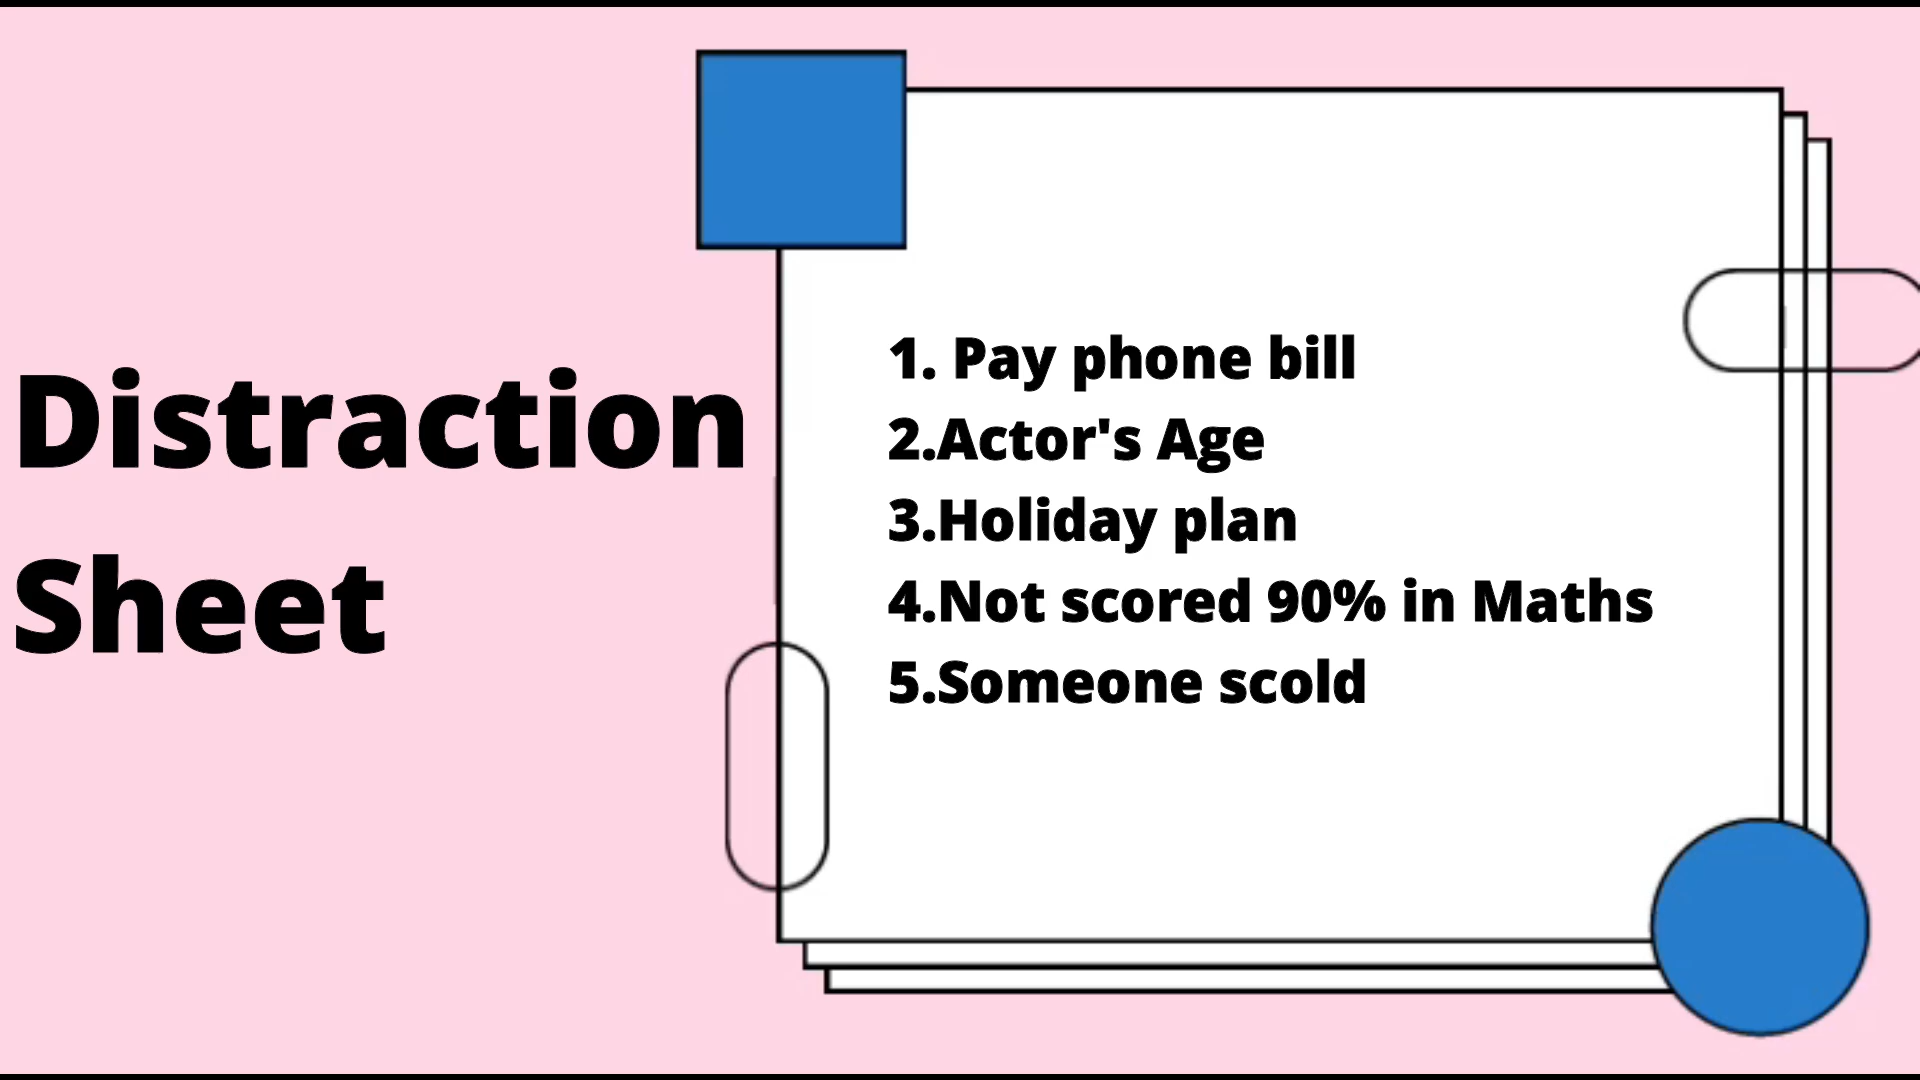 Distraction
Sheet
1. Pay phone bill
2.Actor's Age
3.Holiday plan
4.Not scored 90% in Maths
5.Someone scold